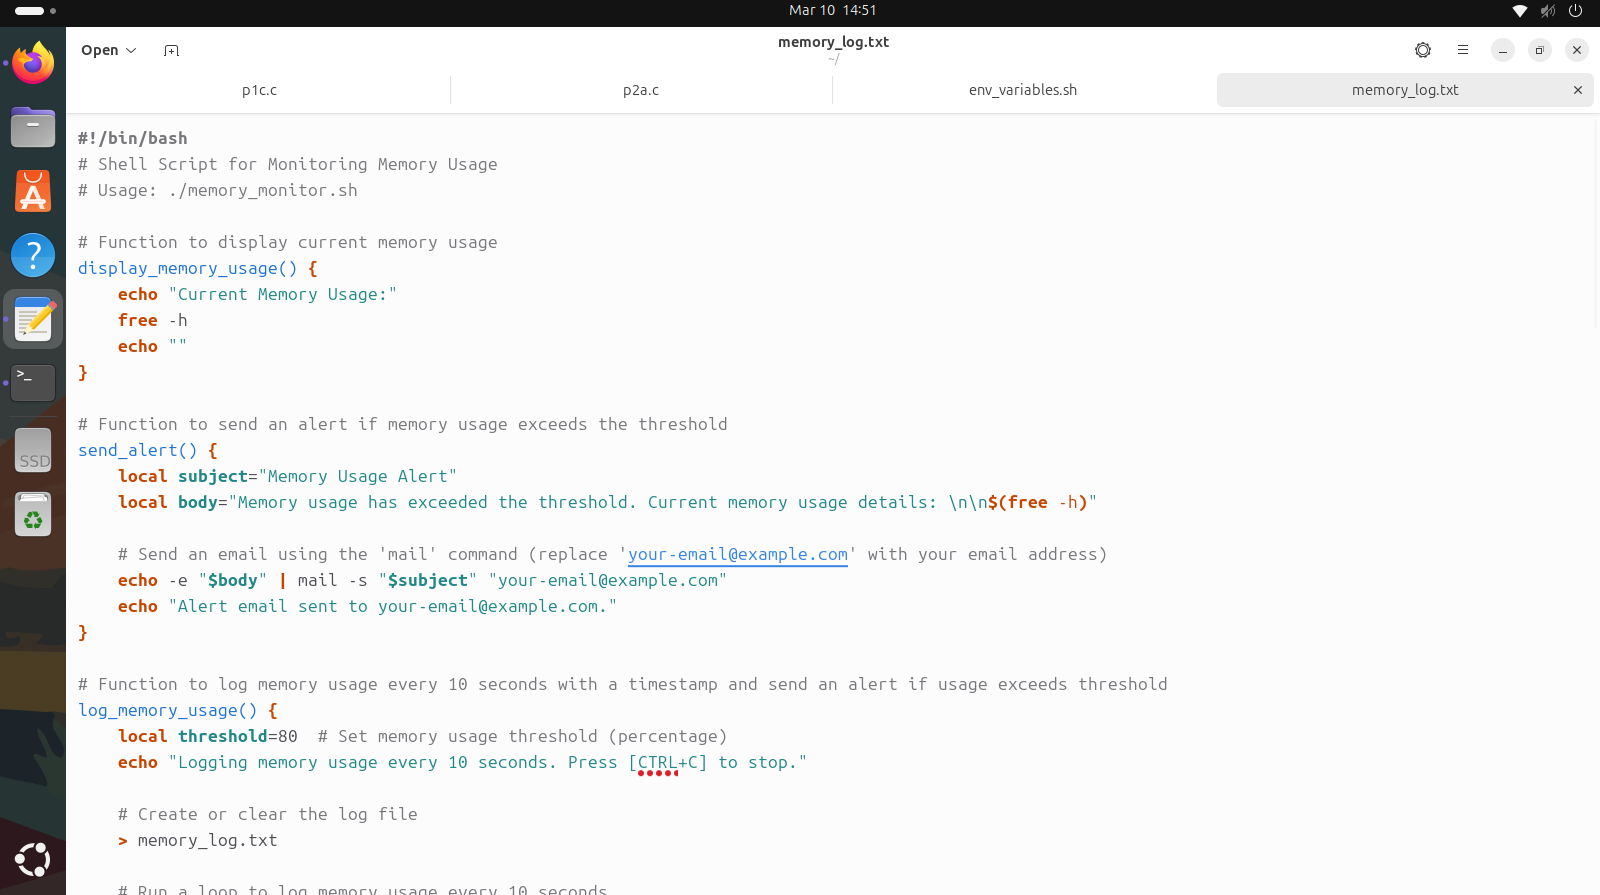 Mar 10 14:51
Open
memory_log.txt
~/
p1c.c
p2a.c
env_variables.sh
memory_log.txt
#!/bin/bash
# Shell Script for Monitoring Memory Usage
# Usage: ./memory_monitor.sh
# Function to display current memory usage
display_memory_usage() {
    echo "Current Memory Usage:"
    free -h
    echo ""
}
# Function to send an alert if memory usage exceeds the threshold
send_alert() {
    local subject="Memory Usage Alert"
    local body="Memory usage has exceeded the threshold. Current memory usage details: \n\n$(free -h)"
    # Send an email using the 'mail' command (replace 'your-email@example.com' with your email address)
    echo -e "$body" | mail -s "$subject" "your-email@example.com"
    echo "Alert email sent to your-email@example.com."
}
# Function to log memory usage every 10 seconds with a timestamp and send an alert if usage exceeds threshold
log_memory_usage() {
    local threshold=80  # Set memory usage threshold (percentage)
    echo "Logging memory usage every 10 seconds. Press [CTRL+C] to stop."
    # Create or clear the log file
    > memory_log.txt
    # Run a loop to log memory usage every 10 seconds
SSD